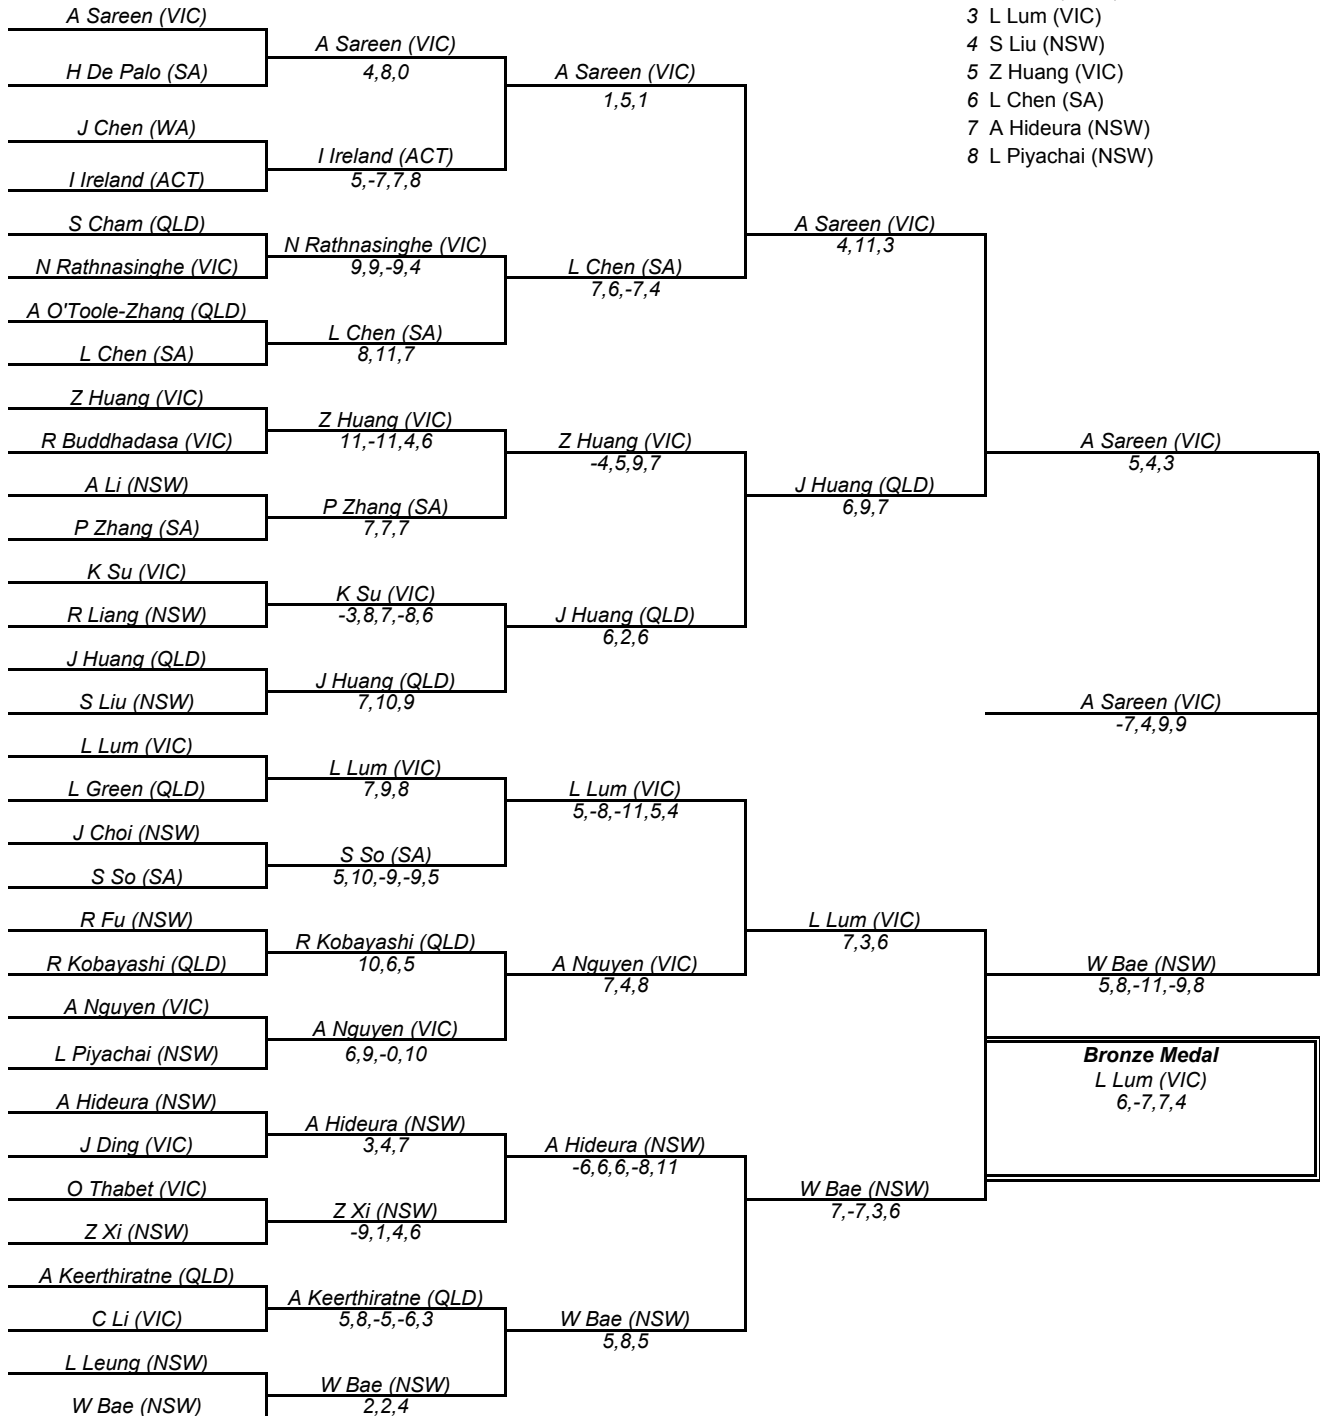 3 L Lum (VIC)
4 S Liu (NSW)
5 Z Huang (VIC)
6 L Chen (SA)
7 A Hideura (NSW)
8 L Piyachai (NSW)
A Sareen (VIC)
H De Palo (SA)
J Chen (WA)
I Ireland (ACT)
S Cham (QLD)
N Rathnasinghe (VIC)
A O'Toole-Zhang (QLD)
L Chen (SA)
Z Huang (VIC)
R Buddhadasa (VIC)
A Li (NSW)
P Zhang (SA)
K Su (VIC)
R Liang (NSW)
J Huang (QLD)
S Liu (NSW)
L Lum (VIC)
L Green (QLD)
J Choi (NSW)
S So (SA)
R Fu (NSW)
R Kobayashi (QLD)
A Nguyen (VIC)
L Piyachai (NSW)
A Hideura (NSW)
J Ding (VIC)
O Thabet (VIC)
Z Xi (NSW)
A Keerthiratne (QLD)
C Li (VIC)
L Leung (NSW)
W Bae (NSW)
A Sareen (VIC)
4,8,0
I Ireland (ACT)
5,-7,7,8
N Rathnasinghe (VIC)
9,9,-9,4
L Chen (SA)
8,11,7
Z Huang (VIC)
11,-11,4,6
P Zhang (SA)
7,7,7
K Su (VIC)
-3,8,7,-8,6
J Huang (QLD)
7,10,9
L Lum (VIC)
7,9,8
S So (SA)
5,10,-9,-9,5
R Kobayashi (QLD)
10,6,5
A Nguyen (VIC)
6,9,-0,10
A Hideura (NSW)
3,4,7
Z Xi (NSW)
-9,1,4,6
A Keerthiratne (QLD)
5,8,-5,-6,3
W Bae (NSW)
2,2,4
A Sareen (VIC)
1,5,1
L Chen (SA)
7,6,-7,4
Z Huang (VIC)
-4,5,9,7
J Huang (QLD)
6,2,6
L Lum (VIC)
5,-8,-11,5,4
A Nguyen (VIC)
7,4,8
A Hideura (NSW)
-6,6,6,-8,11
W Bae (NSW)
5,8,5
A Sareen (VIC)
4,11,3
J Huang (QLD)
6,9,7
L Lum (VIC)
7,3,6
W Bae (NSW)
7,-7,3,6
A Sareen (VIC)
5,4,3
A Sareen (VIC)
-7,4,9,9
W Bae (NSW)
5,8,-11,-9,8
Bronze Medal
L Lum (VIC)
6,-7,7,4